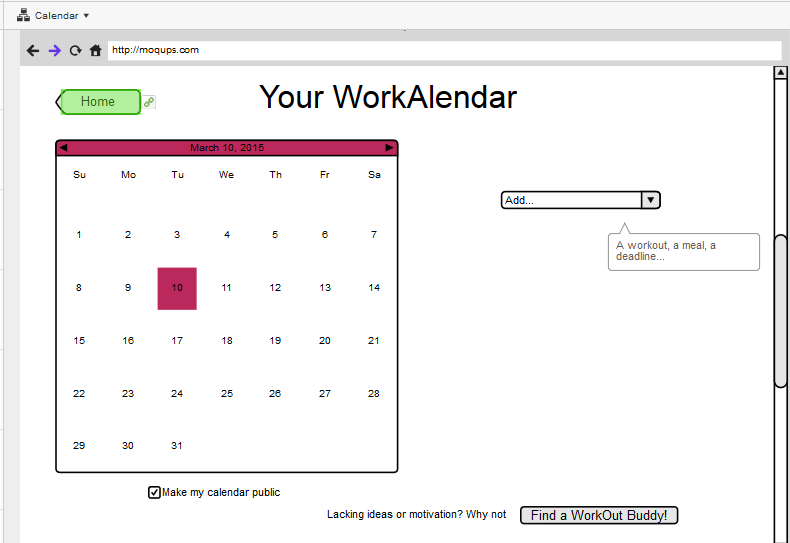 Calendar
http://moqups.com
Home
Your WorkAlendar
March 10, 2015
Su Mo Tu We Th Fr Sa
1 2 3 4 5 6 7
8 9 10 11 12 13 14
15 16 17 18 19 20 21
22 23 24 25 26 27 28
29 30 31
Add...
A workout, a meal, a
deadline...
Make my calendar public
Lacking ideas or motivation? Why not
Find a WorkOut Buddy!